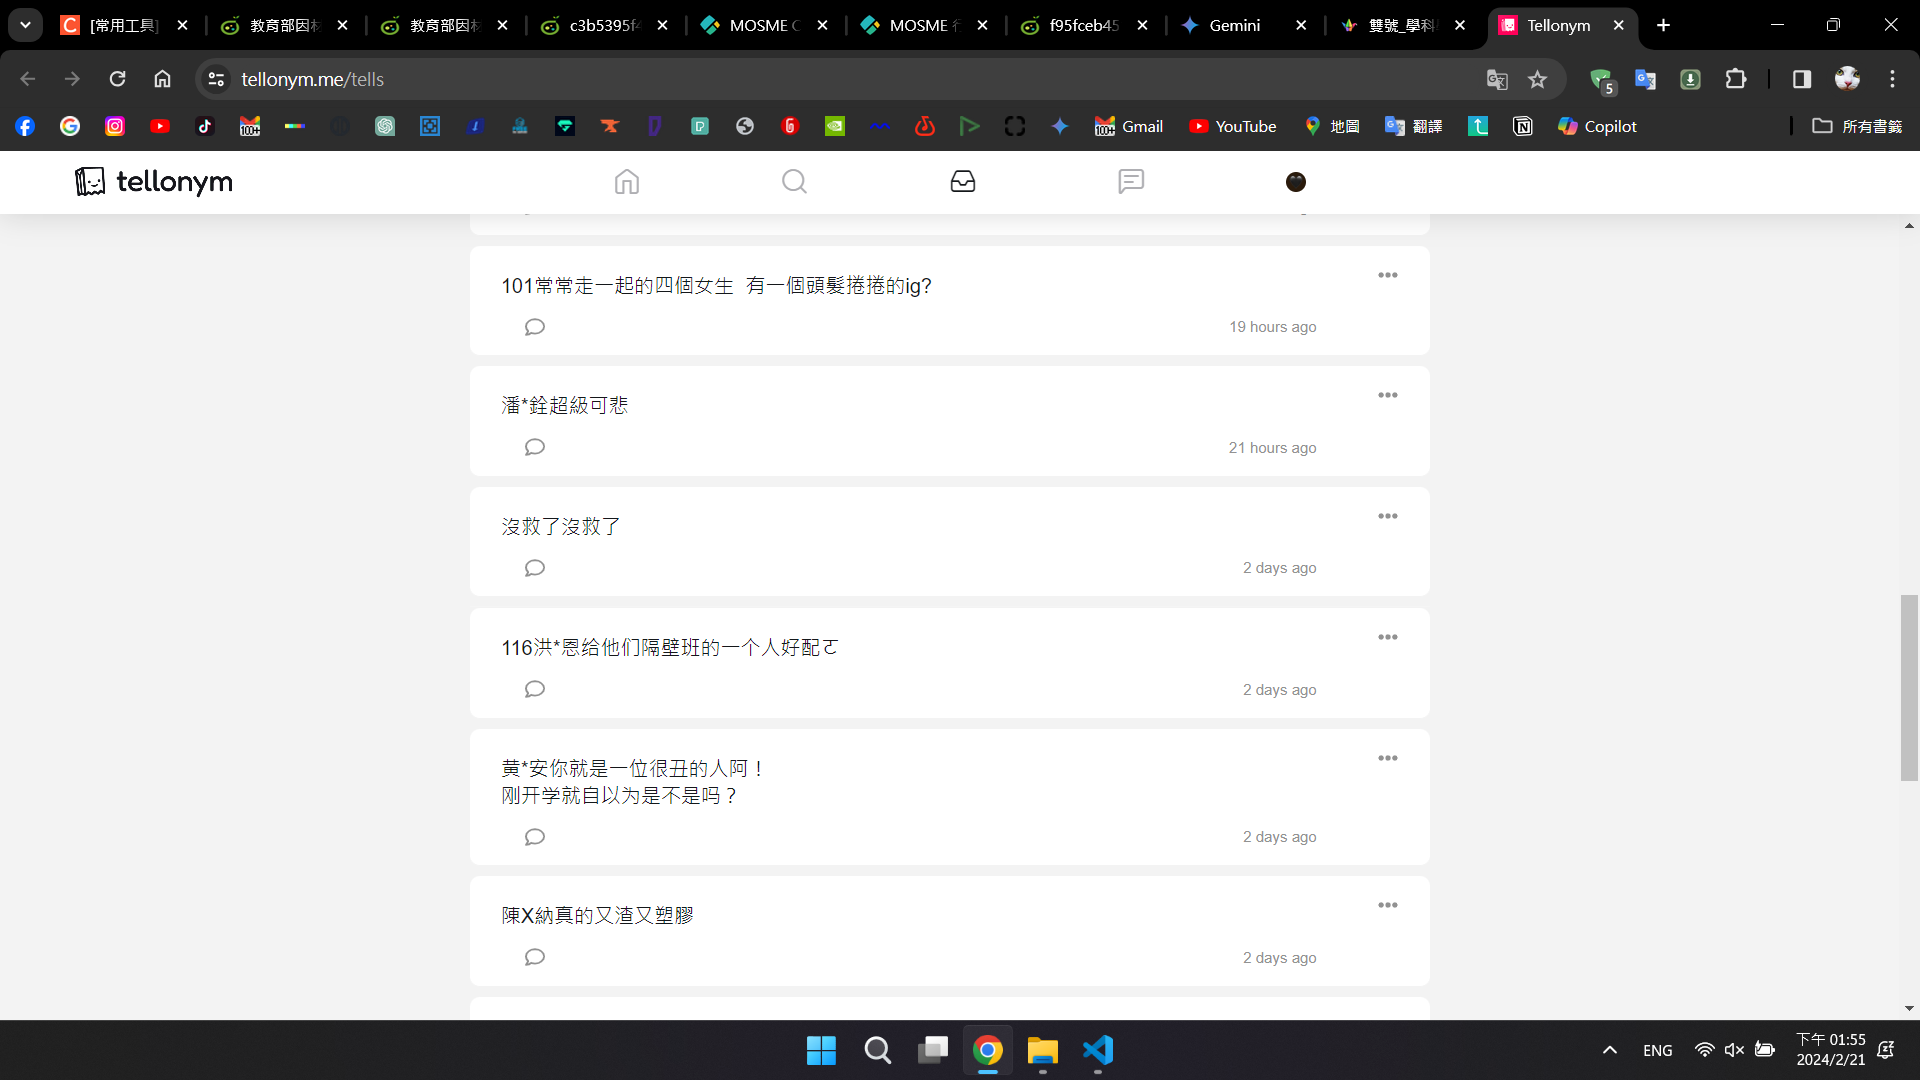 [常用工具]
教育部因材
教育部因材
c3b5395f4
MOSME
MOSME 行
f95fceb45
Gemini
雙號_學科
Tellonym
tellonym.me/tells
5
Gmail
YouTube
地圖
翻譯
Copilot
所有書籤
tellonym
101常常走一起的四個女生 有一個頭髮捲捲的ig?
19 hours ago
潘*銓超級可悲
21 hours ago
沒救了沒救了
2 days ago
116洪*恩给他们隔壁班的一个人好配ㄛ
2 days ago
黄*安你就是一位很丑的人阿！
刚开学就自以为是不是吗？
2 days ago
陳X納真的又渣又塑膠
2 days ago
ENG
下午 01:55
2024/2/21